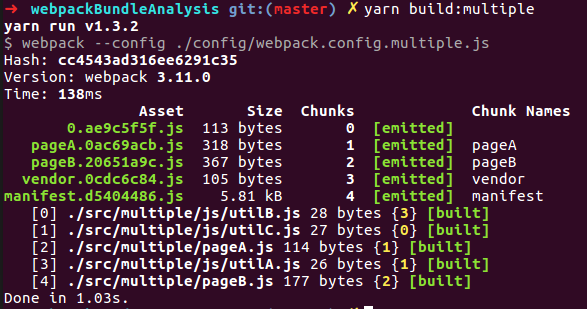 ➜ webpackBundleAnalysis git:(master) ✗ yarn build:multiple
yarn run v1.3.2
$ webpack --config ./config/webpack.config.multiple.js
Hash: cc4543ad316ee6291c35
Version: webpack 3.11.0
Time: 138ms
Asset Size Chunks Chunk Names
0.ae9c5f5f.js 113 bytes 0 [emitted]
pageA.0ac69acb.js 318 bytes 1 [emitted] pageA
pageB.20651a9c.js 367 bytes 2 [emitted] pageB
vendor.0cdc6c84.js 105 bytes 3 [emitted] vendor
manifest.d5404486.js 5.81 kB 4 [emitted] manifest
[0] ./src/multiple/js/utilB.js 28 bytes {3} [built]
[1] ./src/multiple/js/utilC.js 27 bytes {0} [built]
[2] ./src/multiple/pageA.js 114 bytes {1} [built]
[3] ./src/multiple/js/utilA.js 26 bytes {1} [built]
[4] ./src/multiple/pageB.js 177 bytes {2} [built]
Done in 1.03s.